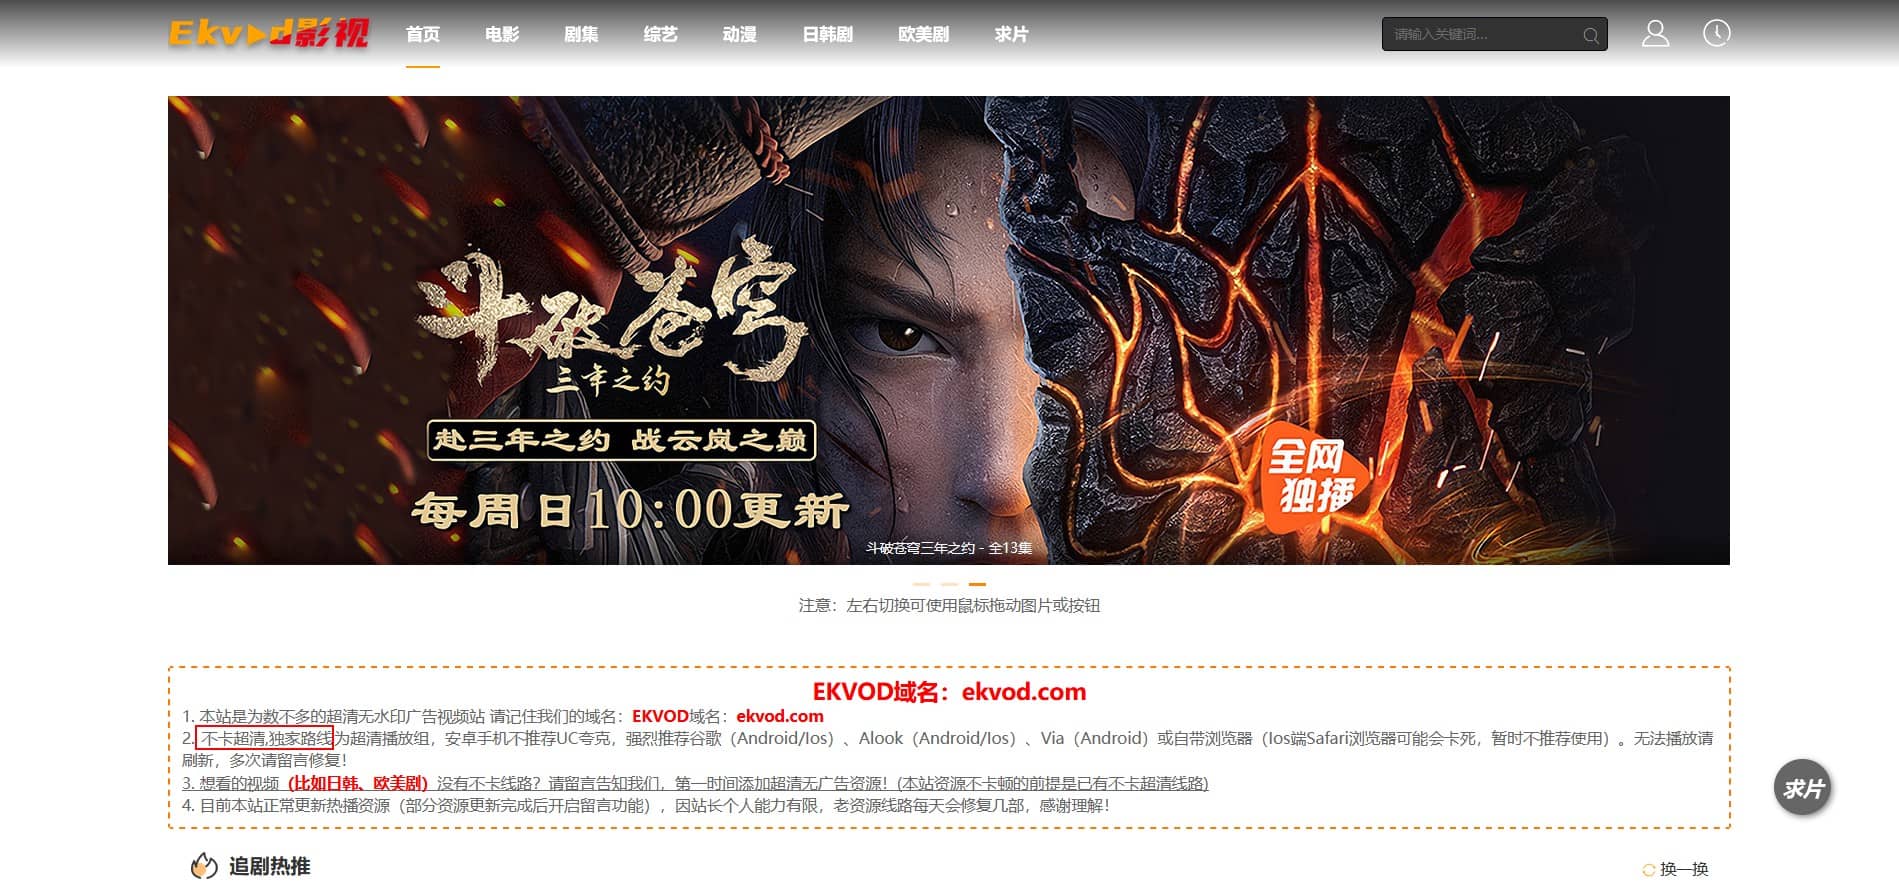 Ekvod影视
首页 电影 剧集 综艺 动漫 日韩剧 欧美剧 求片
请输入关键词...
斗破苍穹
三年之约
赴三年之约 战云岚之巅
每周日10:00更新
全网
独播
斗破苍穹三年之约 - 全13集
注意：左右切换可使用鼠标拖动图片或按钮
EKVOD域名：ekvod.com
1. 本站是为数不多的超清无水印广告视频站 请记住我们的域名：EKVOD域名：ekvod.com
2. 不卡超清,独家路线为超清播放组，安卓手机不推荐UC夸克，强烈推荐谷歌（Android/Ios）、Alook（Android/Ios）、Via（Android）或自带浏览器（Ios端Safari浏览器可能会卡死，暂时不推荐使用）。无法播放请
刷新，多次请留言修复！
3. 想看的视频（比如日韩、欧美剧）没有不卡线路？请留言告知我们，第一时间添加超清无广告资源！(本站资源不卡顿的前提是已有不卡超清线路)
4. 目前本站正常更新热播资源（部分资源更新完成后开启留言功能），因站长个人能力有限，老资源线路每天会修复几部，感谢理解！
求片
追剧热推
换一换